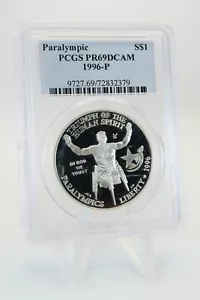 Paralympic S$1
PCGS PR69DCAM
1996-P
9727.69/72832379
TRIUMPH OF THE
HUMAN SPIRIT
IN GOD
WE
TRUST
PARALYMPICS LIBERTY 1996